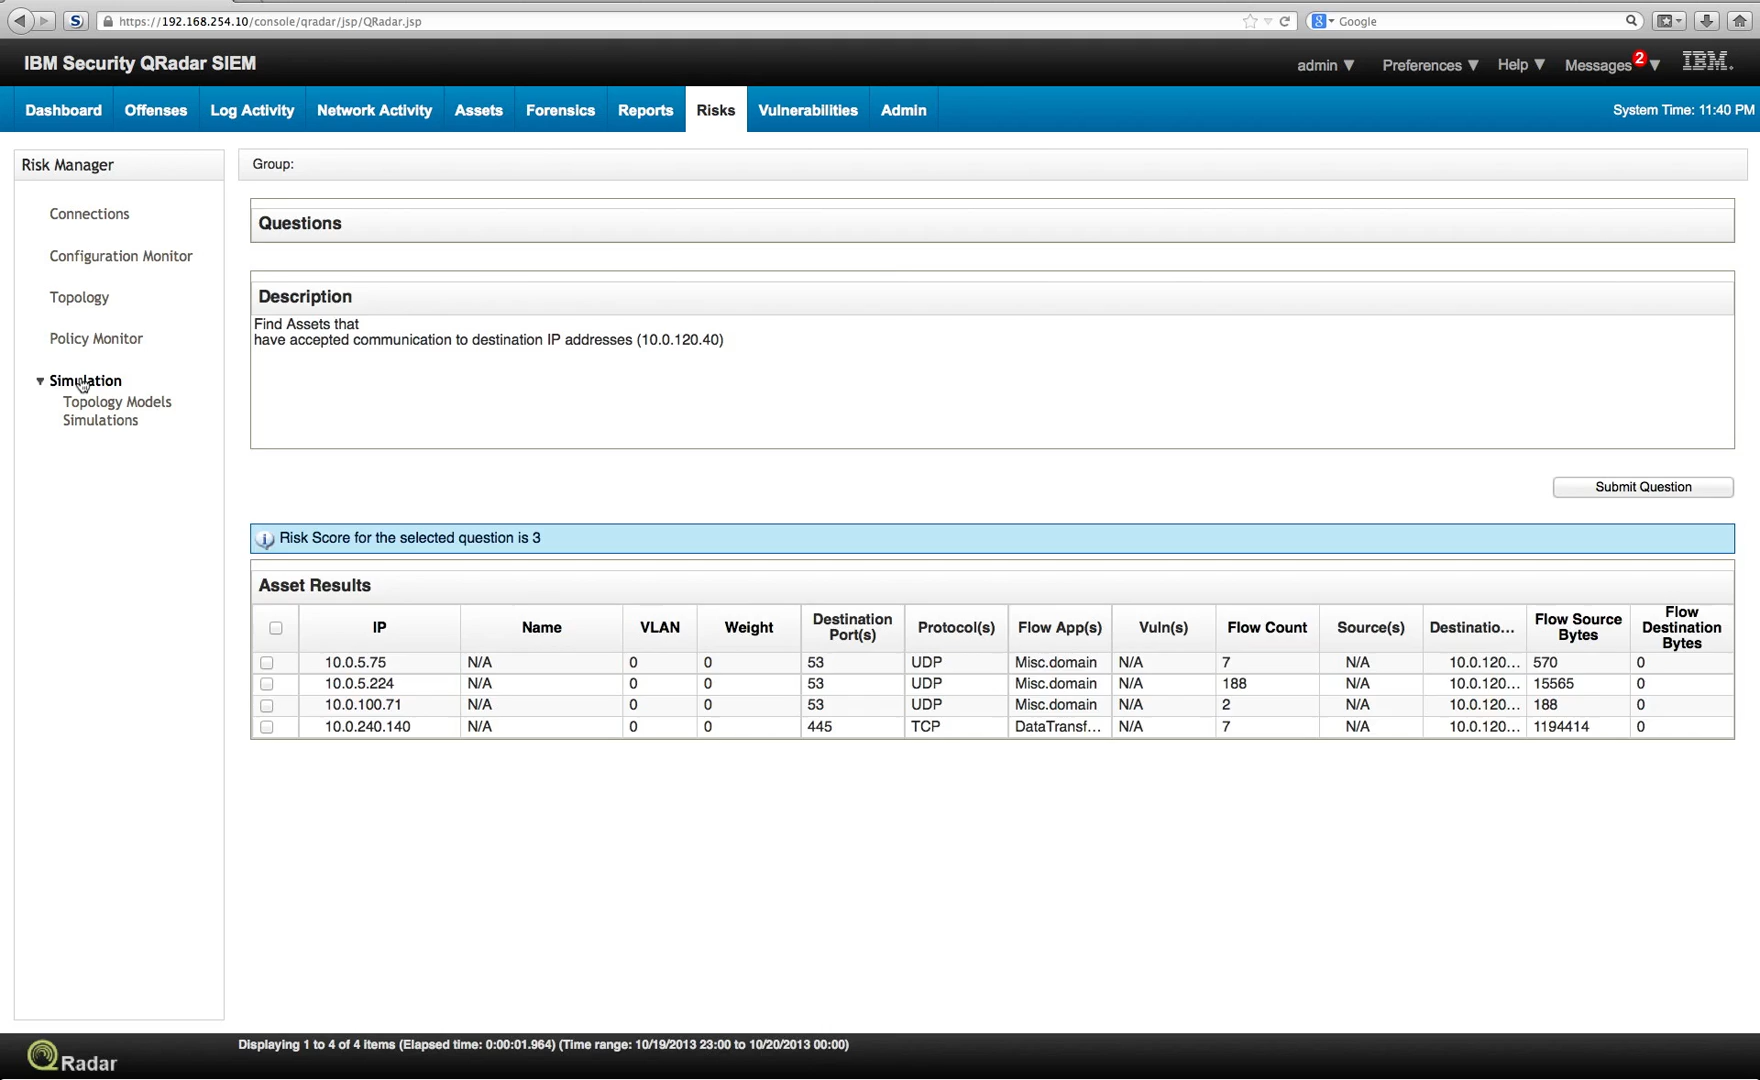 https://192.168.254.10/console/qradar/jsp/QRadar.jsp
Google
IBM Security QRadar SIEM
admin ▼ Preferences ▼ Help ▼ Messages 2 ▼ IBM.
Dashboard Offenses Log Activity Network Activity Assets Forensics Reports Risks Vulnerabilities Admin System Time: 11:40 PM
Risk Manager
Connections
Configuration Monitor
Topology
Policy Monitor
Simulation
Topology Models
Simulations
Group:
Questions
Description
Find Assets that
have accepted communication to destination IP addresses (10.0.120.40)
Submit Question
Risk Score for the selected question is 3
Asset Results
IP Name VLAN Weight Destination Port(s) Protocol(s) Flow App(s) Vuln(s) Flow Count Source(s) Destinatio... Flow Source Bytes Flow Destination Bytes
10.0.5.75 N/A 0 0 53 UDP Misc.domain N/A 7 N/A 10.0.120... 570 0
10.0.5.224 N/A 0 0 53 UDP Misc.domain N/A 188 N/A 10.0.120... 15565 0
10.0.100.71 N/A 0 0 53 UDP Misc.domain N/A 2 N/A 10.0.120... 188 0
10.0.240.140 N/A 0 0 445 TCP DataTransf... N/A 7 N/A 10.0.120... 1194414 0
QRadar
Displaying 1 to 4 of 4 items (Elapsed time: 0:00:01.964) (Time range: 10/19/2013 23:00 to 10/20/2013 00:00)